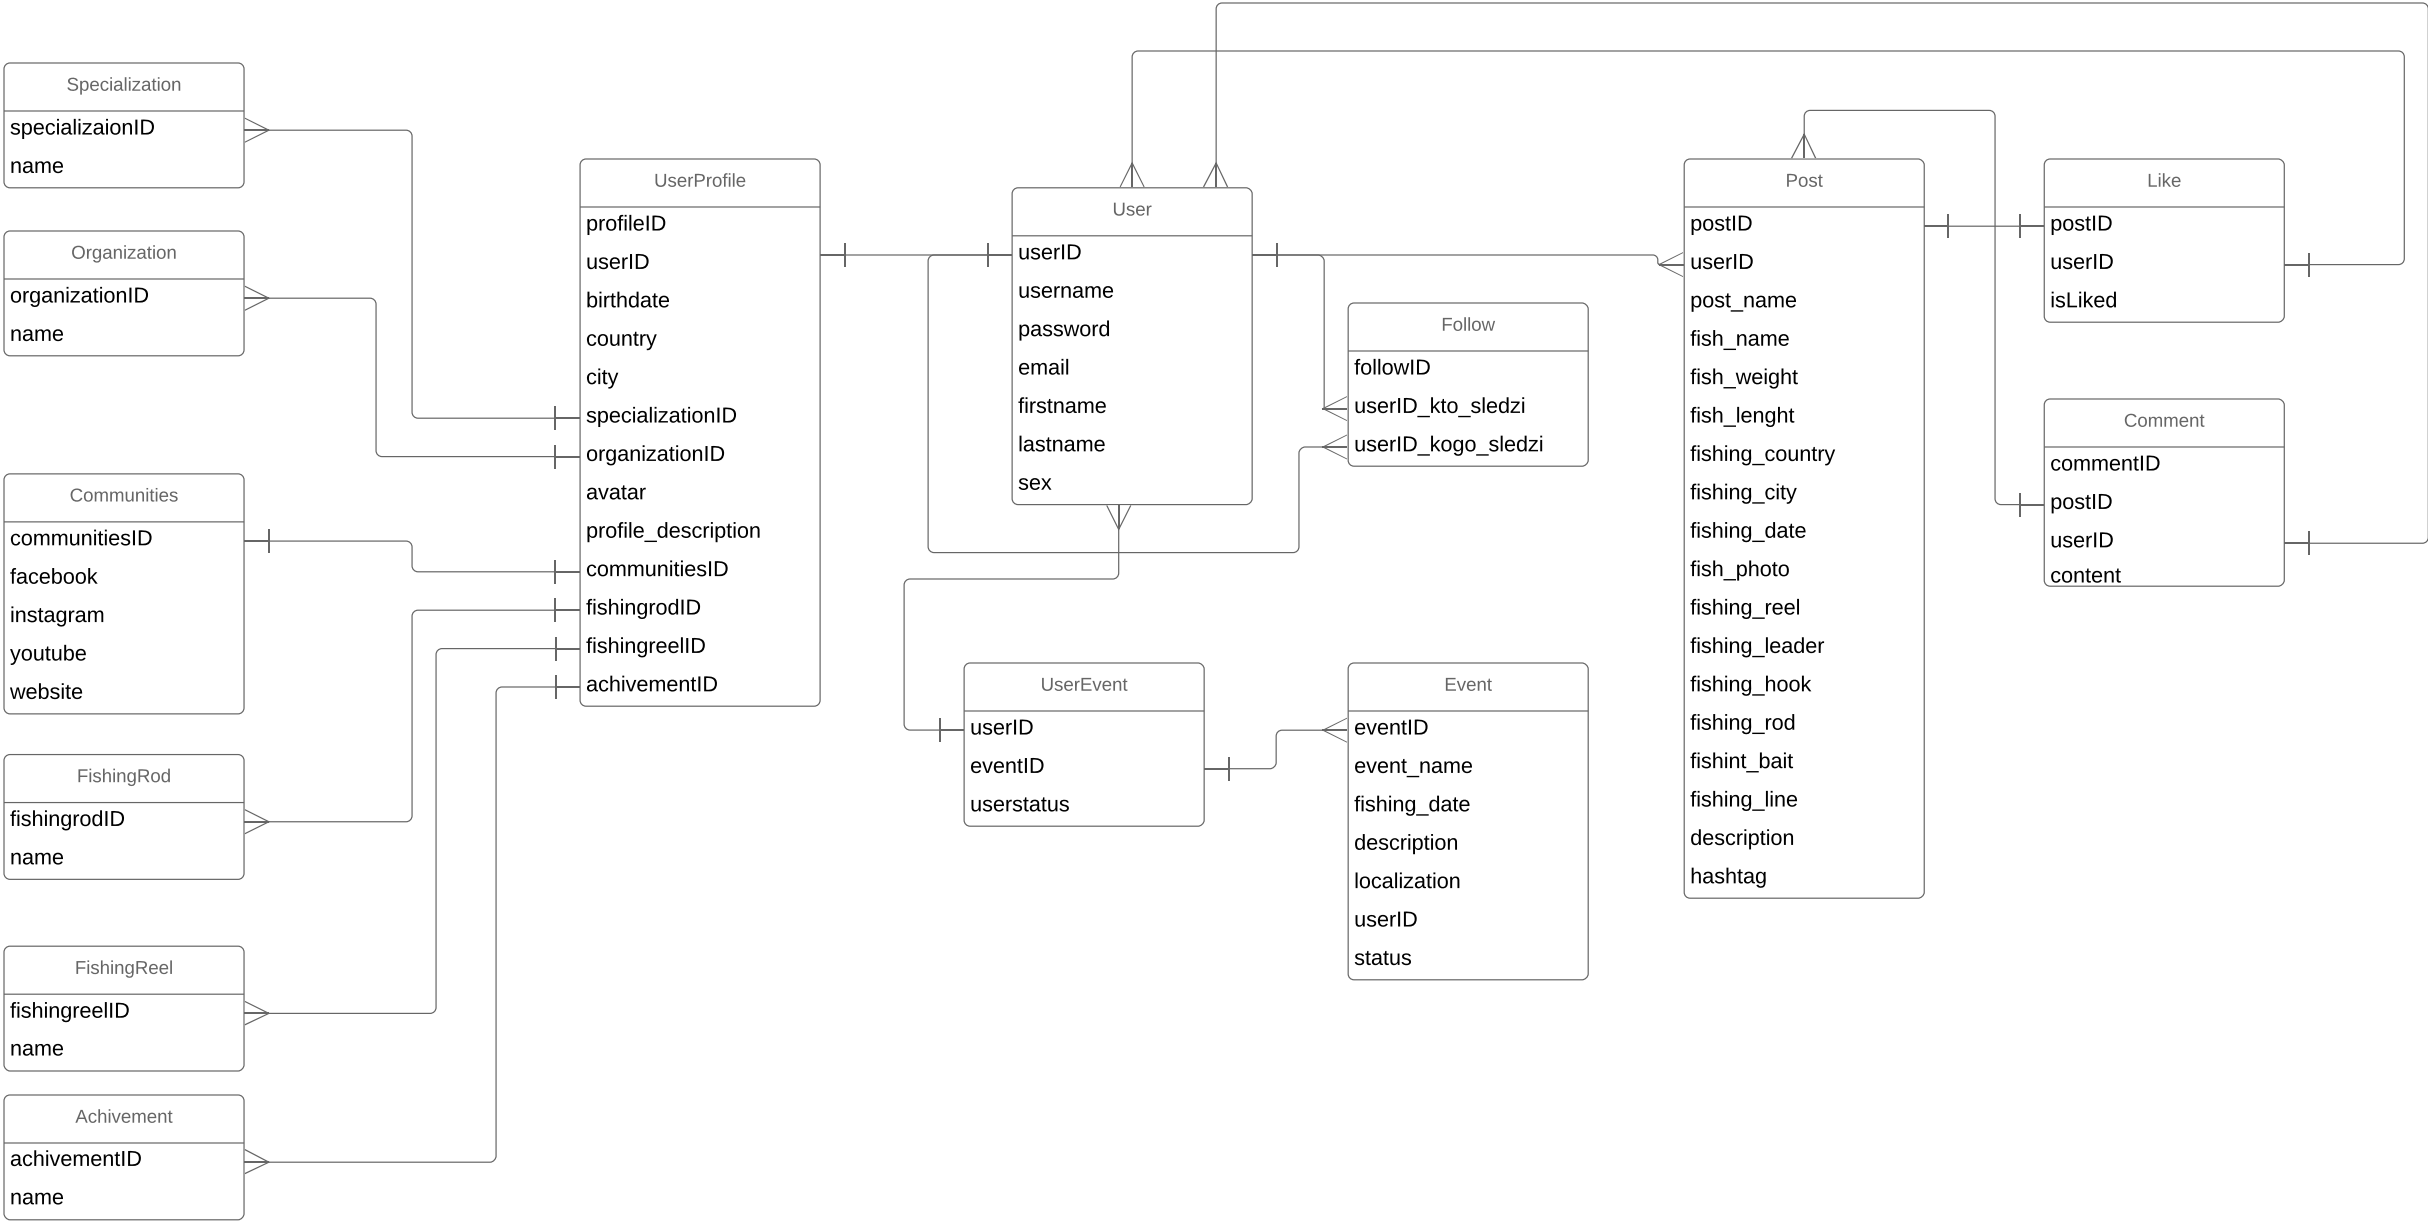 Specialization
specializaionID
name
Organization
organizationID
name
Communities
communitiesID
facebook
instagram
youtube
website
FishingRod
fishingrodID
name
FishingReel
fishingreelID
name
Achivement
achivementID
name
UserProfile
profileID
userID
birthdate
country
city
specializationID
organizationID
avatar
profile_description
communitiesID
fishingrodID
fishingreelID
achivementID
User
userID
username
password
email
firstname
lastname
sex
UserEvent
userID
eventID
userstatus
Follow
followID
userID_kto_sledzi
userID_kogo_sledzi
Event
eventID
event_name
fishing_date
description
localization
userID
status
Post
postID
userID
post_name
fish_name
fish_weight
fish_lenght
fishing_country
fishing_city
fishing_date
fish_photo
fishing_reel
fishing_leader
fishing_hook
fishing_rod
fishint_bait
fishing_line
description
hashtag
Like
postID
userID
isLiked
Comment
commentID
postID
userID
content